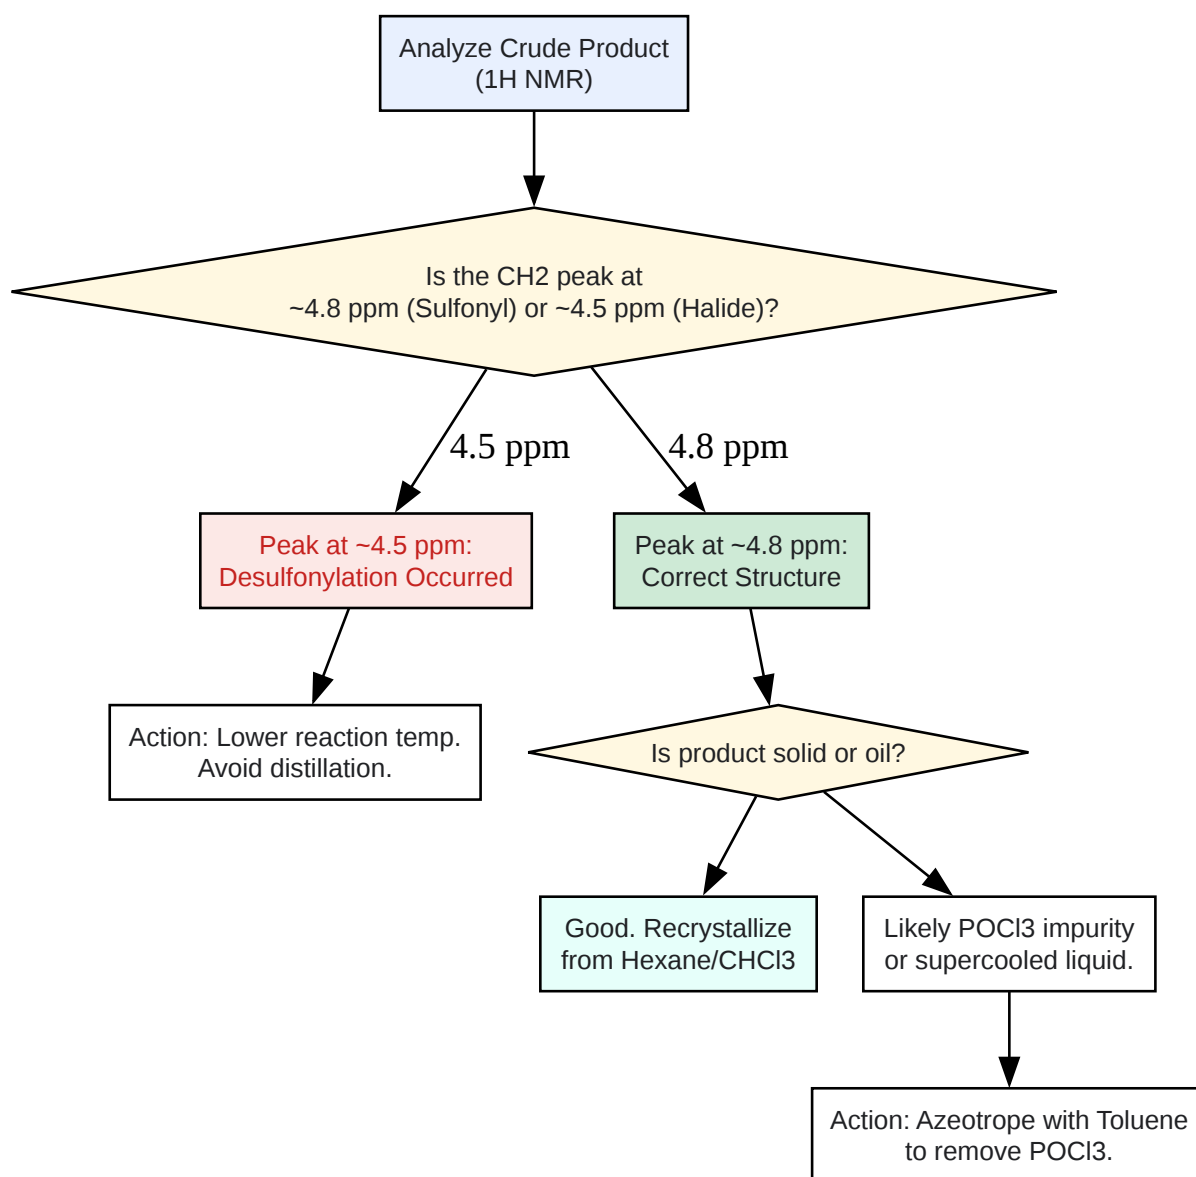 Analyze Crude Product
(1H NMR)
Is the CH2 peak at
~4.8 ppm (Sulfonyl) or ~4.5 ppm (Halide)?
4.5 ppm
4.8 ppm
Peak at ~4.5 ppm:
Desulfonylation Occurred
Peak at ~4.8 ppm:
Correct Structure
Action: Lower reaction temp.
Avoid distillation.
Is product solid or oil?
Good. Recrystallize
from Hexane/CHCl3
Likely POCl3 impurity
or supercooled liquid.
Action: Azeotrope with Toluene
to remove POCl3.